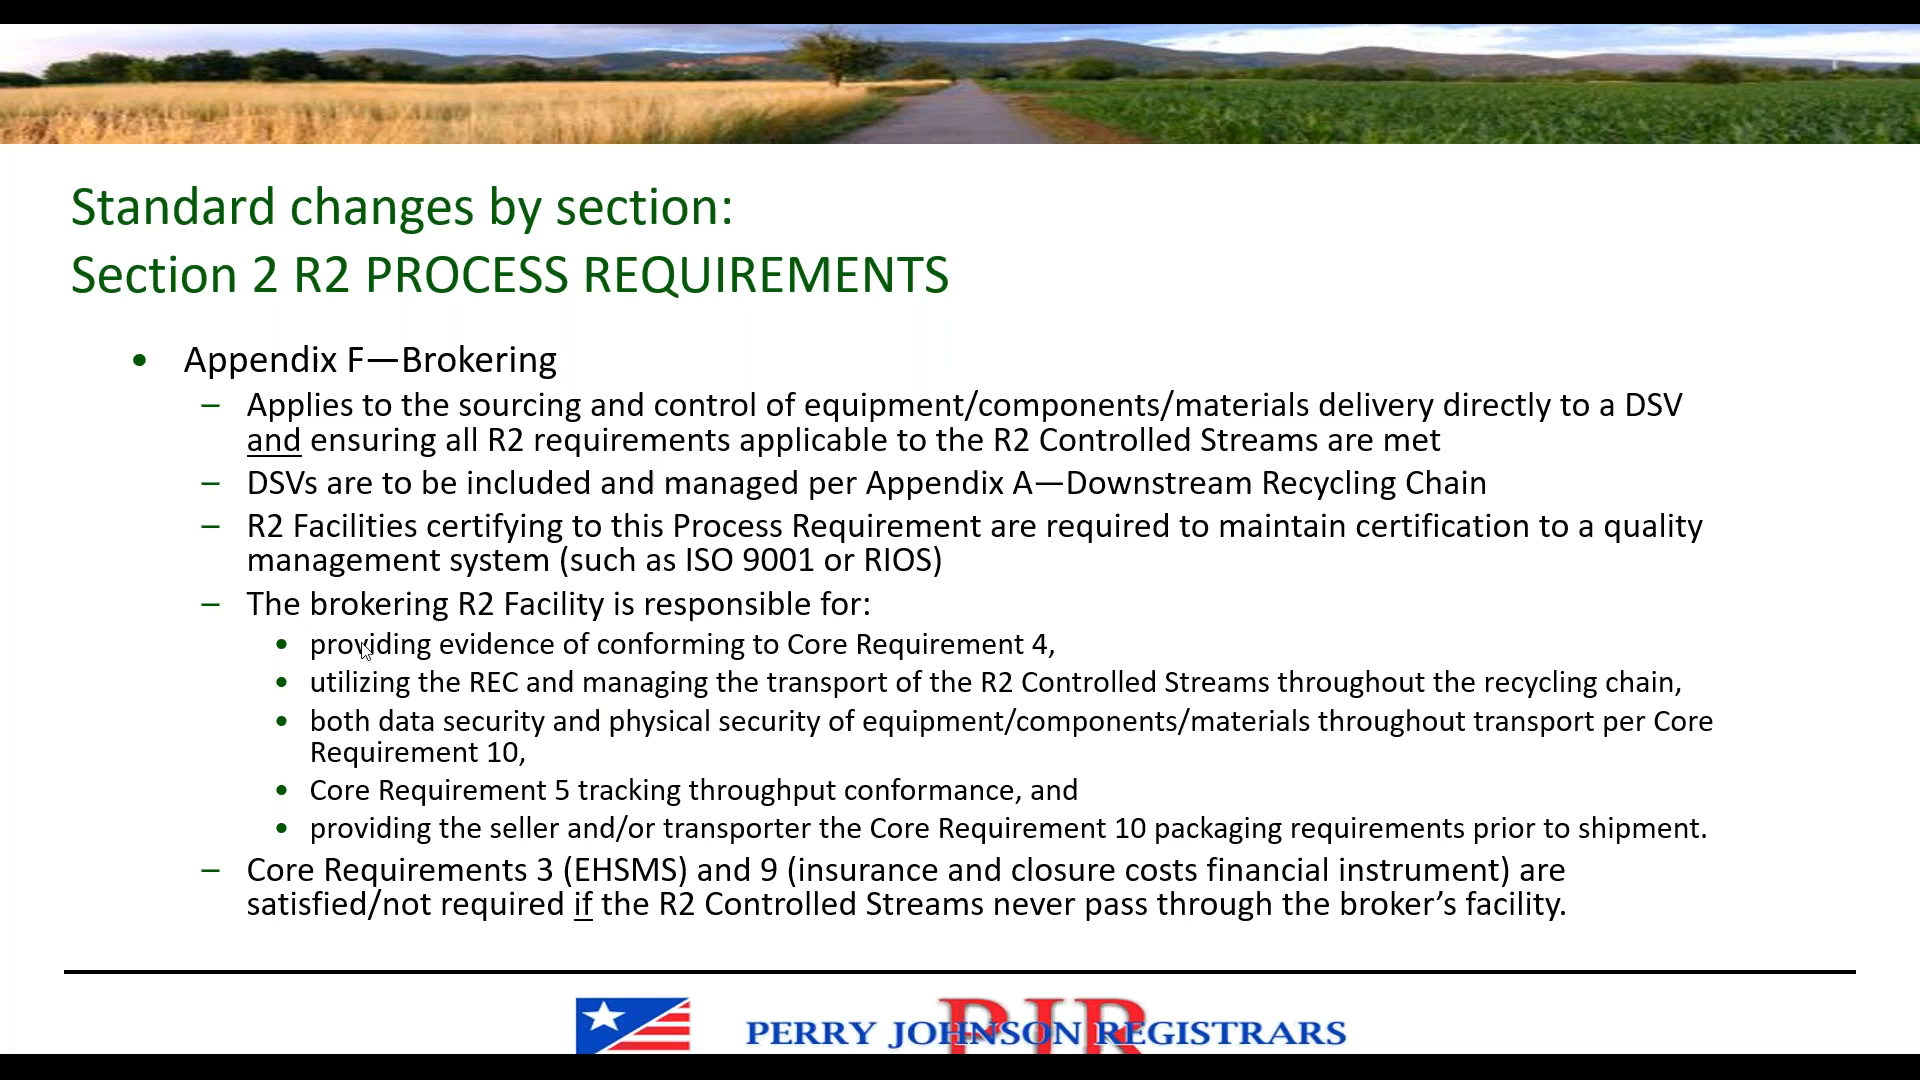 Standard changes by section:
Section 2 R2 PROCESS REQUIREMENTS
• Appendix F—Brokering
– Applies to the sourcing and control of equipment/components/materials delivery directly to a DSV
and ensuring all R2 requirements applicable to the R2 Controlled Streams are met
– DSVs are to be included and managed per Appendix A—Downstream Recycling Chain
– R2 Facilities certifying to this Process Requirement are required to maintain certification to a quality
management system (such as ISO 9001 or RIOS)
– The brokering R2 Facility is responsible for:
• providing evidence of conforming to Core Requirement 4,
• utilizing the REC and managing the transport of the R2 Controlled Streams throughout the recycling chain,
• both data security and physical security of equipment/components/materials throughout transport per Core
Requirement 10,
• Core Requirement 5 tracking throughput conformance, and
• providing the seller and/or transporter the Core Requirement 10 packaging requirements prior to shipment.
– Core Requirements 3 (EHSMS) and 9 (insurance and closure costs financial instrument) are
satisfied/not required if the R2 Controlled Streams never pass through the broker’s facility.
PJR
PERRY JOHNSON REGISTRARS